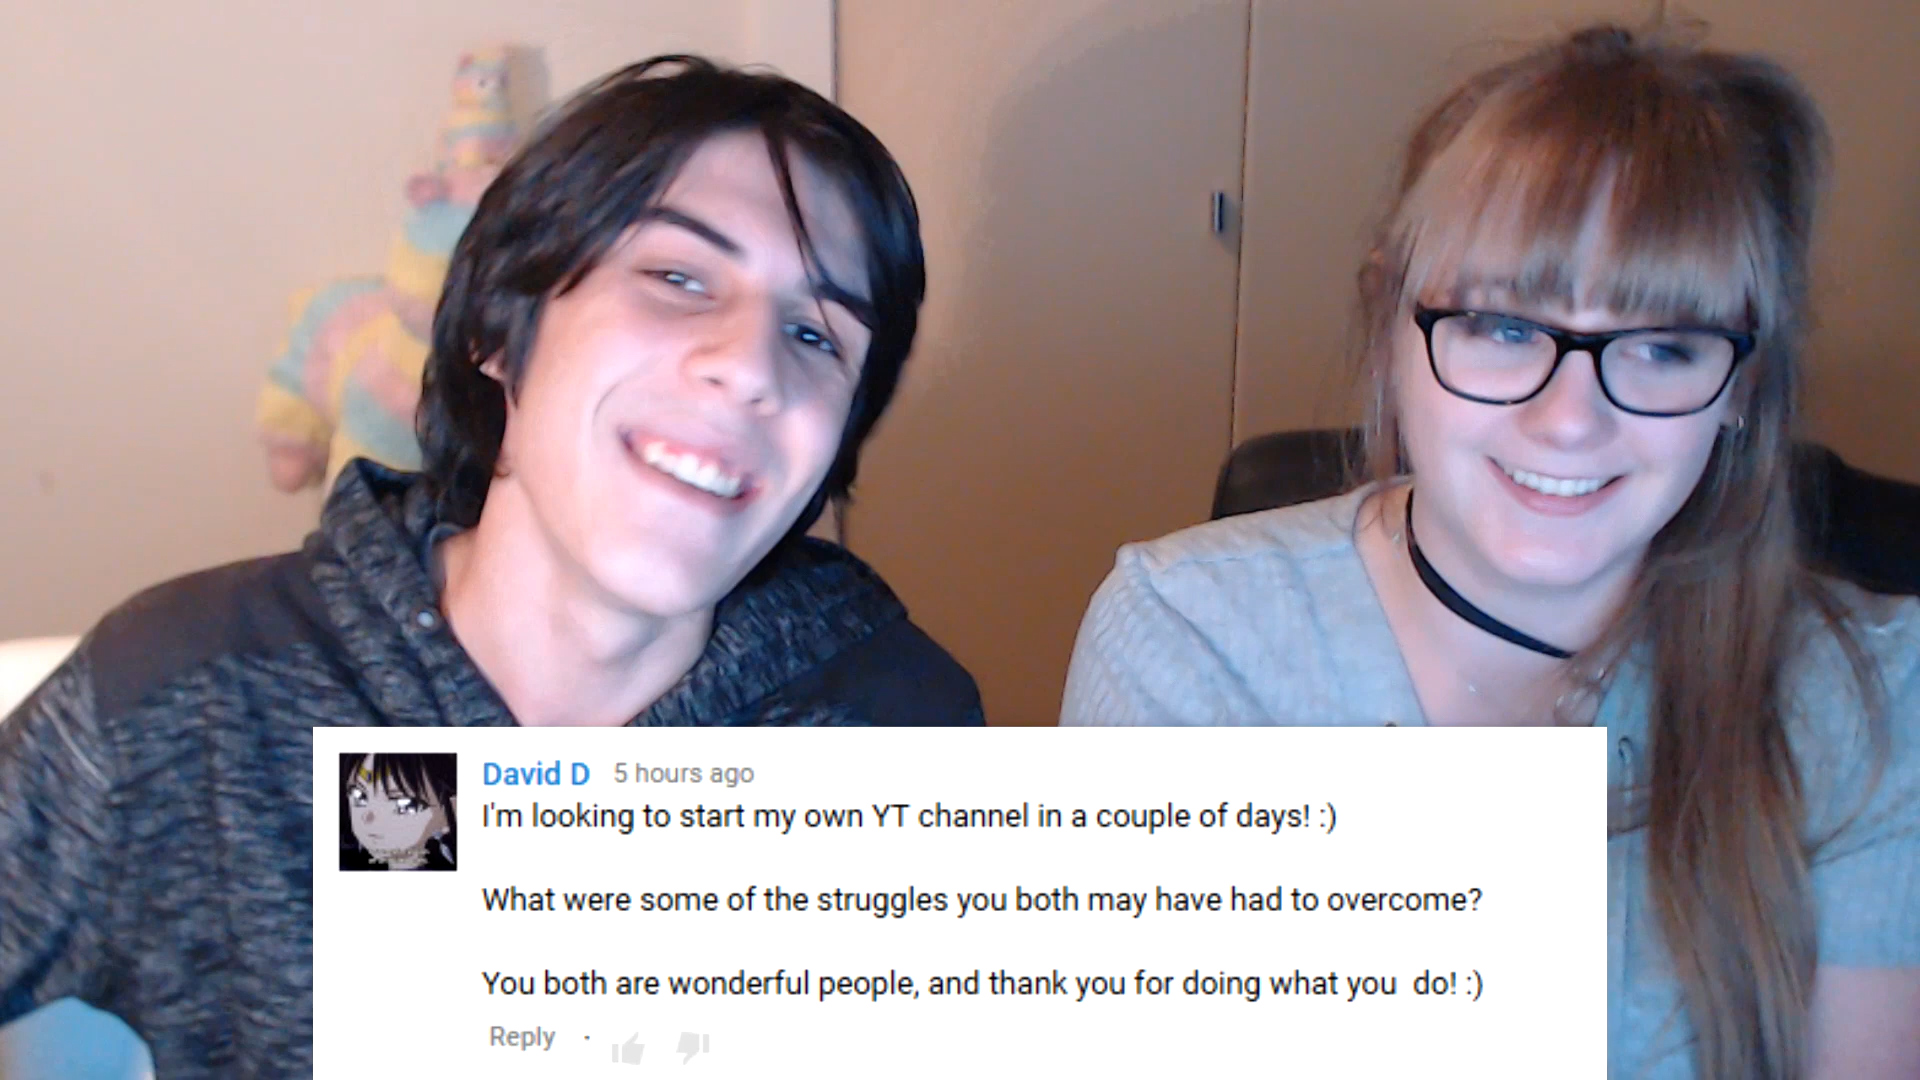 David D 5 hours ago
I'm looking to start my own YT channel in a couple of days! :)
What were some of the struggles you both may have had to overcome?
You both are wonderful people, and thank you for doing what you  do! :)
Reply ·